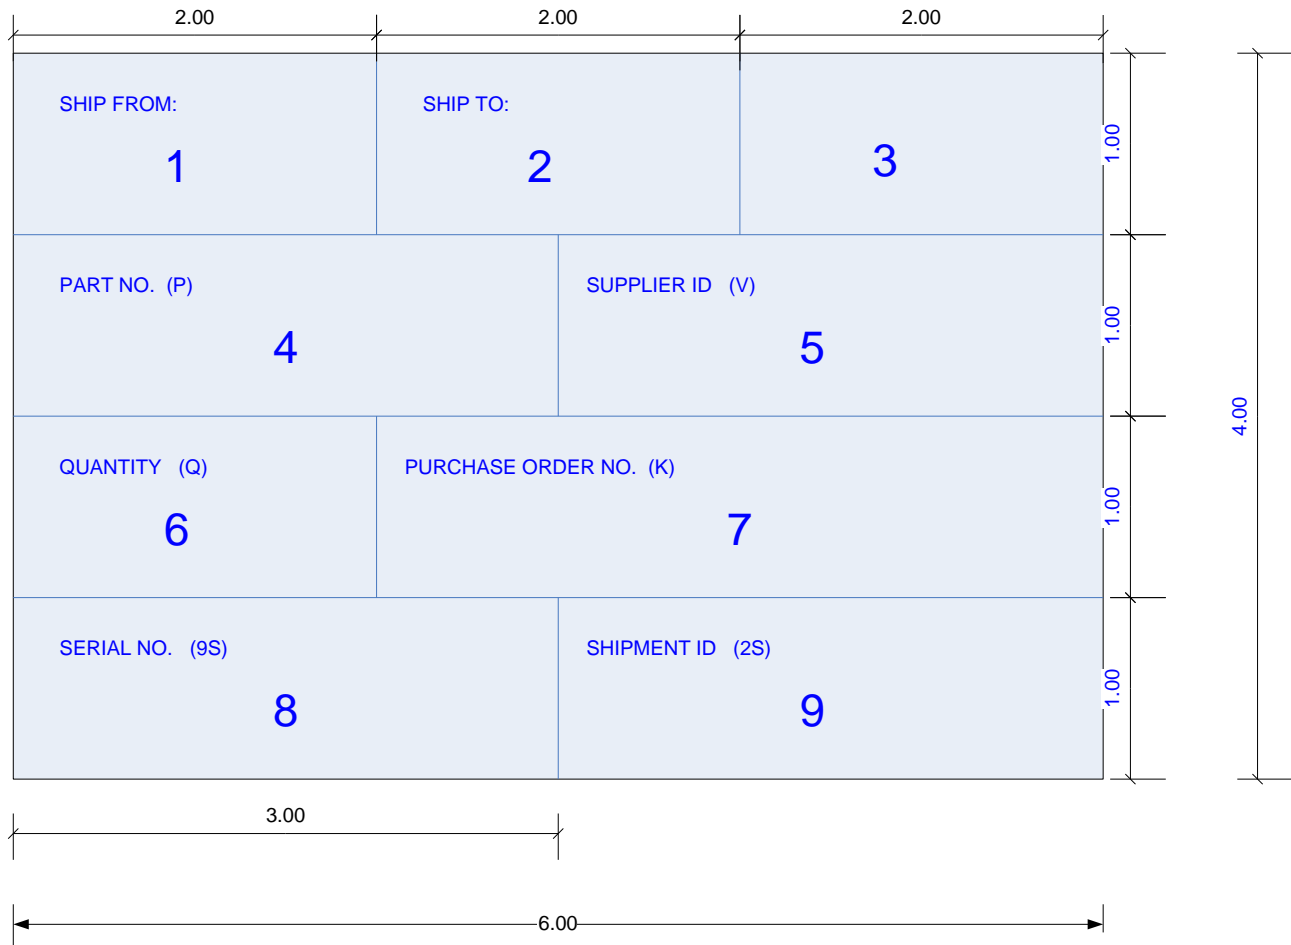 2.00 2.00 2.00
SHIP FROM: SHIP TO:
1 2 3
1.00
PART NO. (P) SUPPLIER ID (V)
4 5
1.00
4.00
QUANTITY (Q) PURCHASE ORDER NO. (K)
6 7
1.00
SERIAL NO. (9S) SHIPMENT ID (2S)
8 9
1.00
3.00
6.00